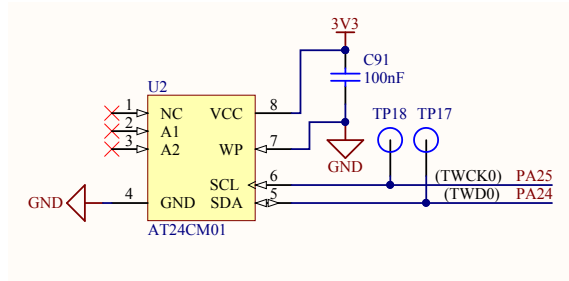 3V3
C91
100nF
U2
1 NC VCC 8
2 A1
3 A2 WP 7
GND
TP18 TP17
SCL 6 (TWCK0) PA25
GND 4 GND SDA 5 (TWD0) PA24
AT24CM01